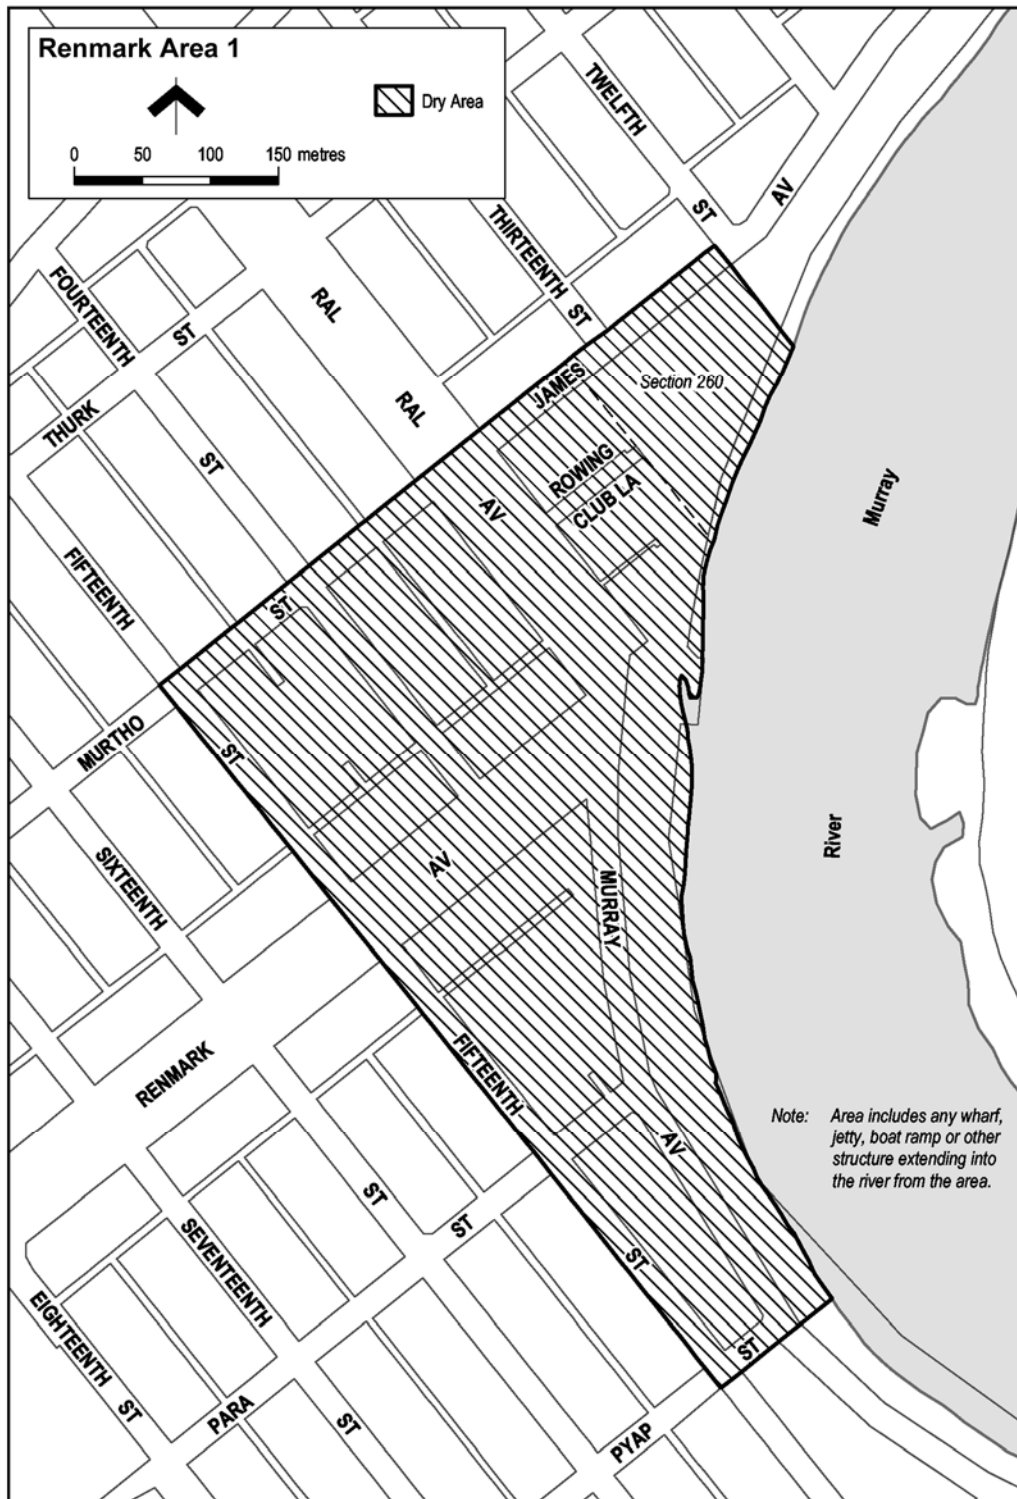 Renmark Area 1
Dry Area
0 50 100 150 metres
TWELFTH
ST
AV
THIRTEENTH
ST
FOURTEENTH
ST
RAL
RAL
THURK
ST
JAMES
Section 260
ROWING
CLUB LA
AV
Murray
FIFTEENTH
ST
MURTHO
ST
River
SIXTEENTH
AV
MURRAY
RENMARK
FIFTEENTH
Note: Area includes any wharf,
jetty, boat ramp or other
structure extending into
the river from the area.
AV
ST
ST
SEVENTEENTH
ST
EIGHTEENTH
ST
PARA
ST
ST
PYAP